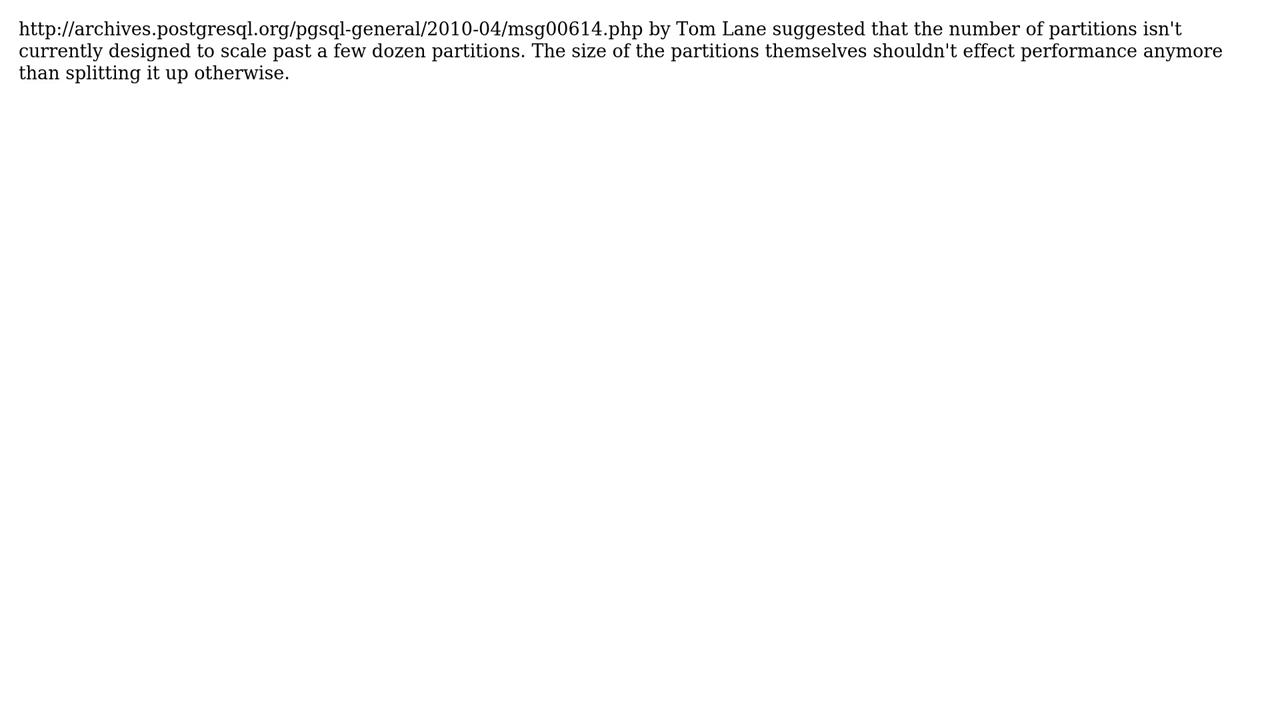 http://archives.postgresql.org/pgsql-general/2010-04/msg00614.php by Tom Lane suggested that the number of partitions isn't
currently designed to scale past a few dozen partitions. The size of the partitions themselves shouldn't effect performance anymore
than splitting it up otherwise.